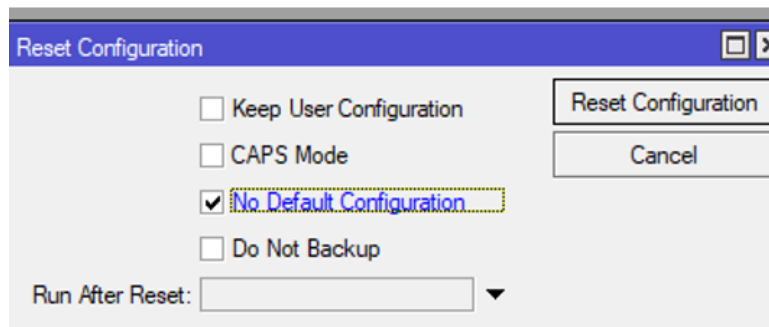 Reset Configuration
Keep User Configuration
Reset Configuration
CAPS Mode
Cancel
No Default Configuration
Do Not Backup
Run After Reset: